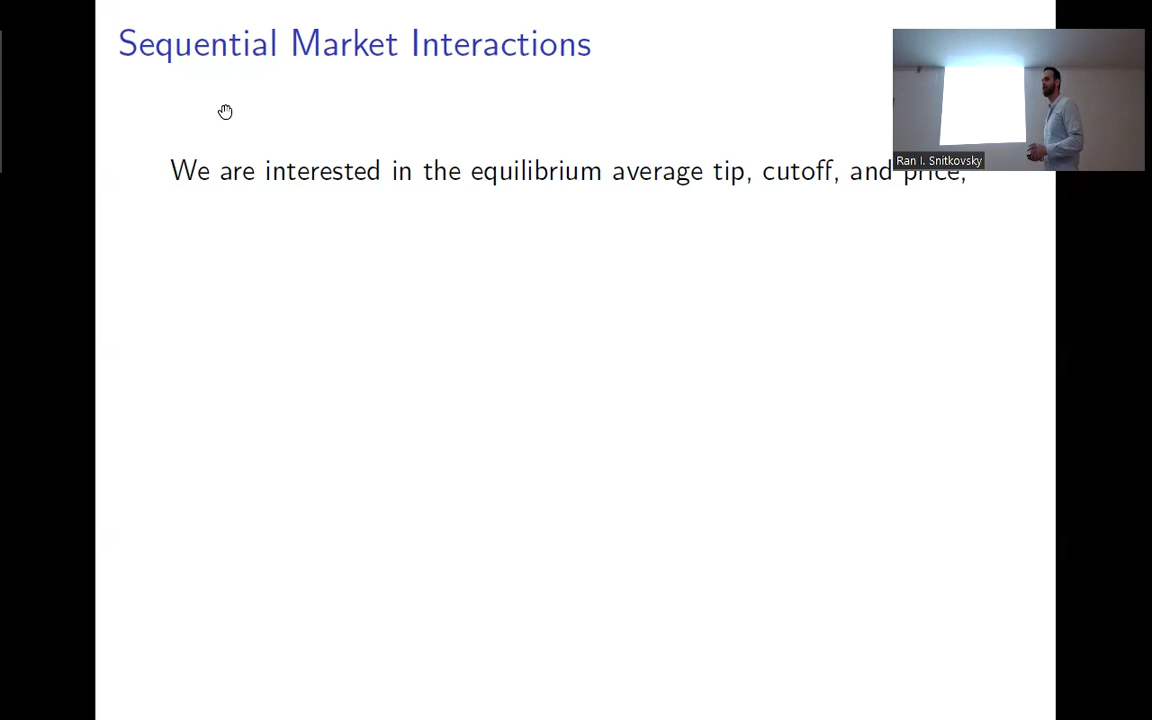 Sequential Market Interactions
Ran I. Snitkovsky
We are interested in the equilibrium average tip, cutoff, and price,